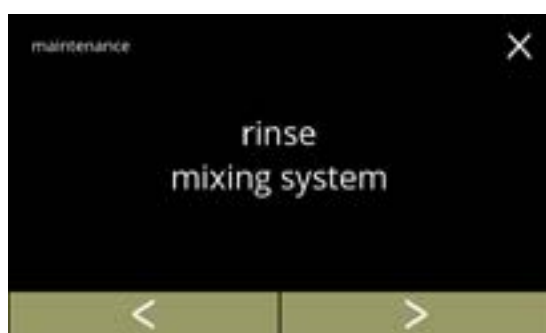 maintenance
rinse
mixing system
< >